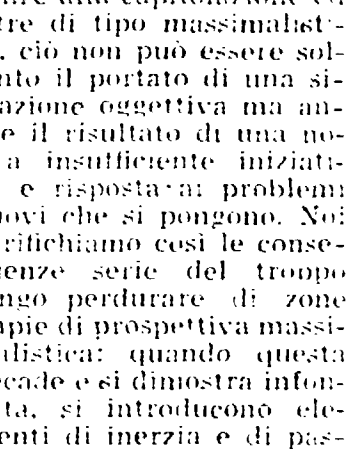 tre di tipo massimalist-
, ciò non può essere sol-
nto il portato di una si-
azione oggettiva ma an-
e il risultato di una no-
a insufficiente iniziati-
e risposta ai problemi
novi che si pongono. Noi
rifichiamo così le conse-
enze serie del troppo
ngo perdurare di zone
mpie di prospettiva massi-
alistica: quando questa
ecade e si dimostra infon-
ta, si introducono ele-
enti di inerzia e di pas-